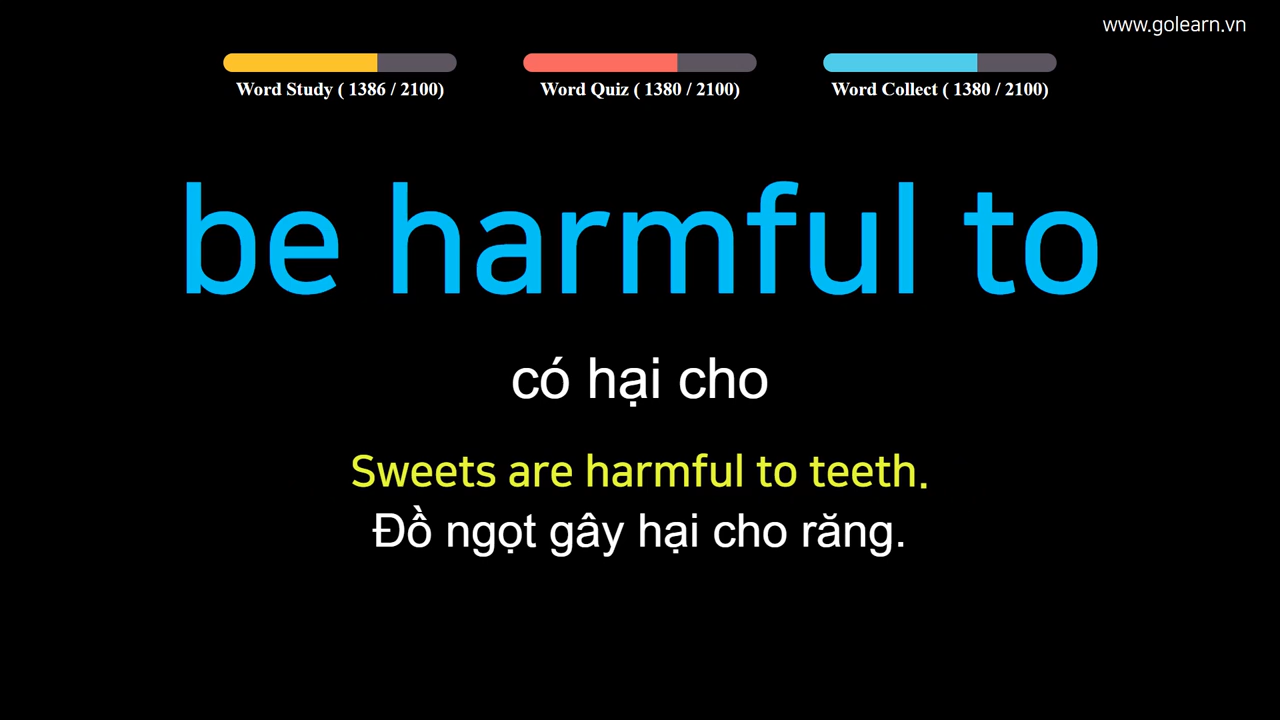 www.golearn.vn
Word Study ( 1386 / 2100)
Word Quiz ( 1380 / 2100)
Word Collect ( 1380 / 2100)
be harmful to
có hại cho
Sweets are harmful to teeth.
Đồ ngọt gây hại cho răng.